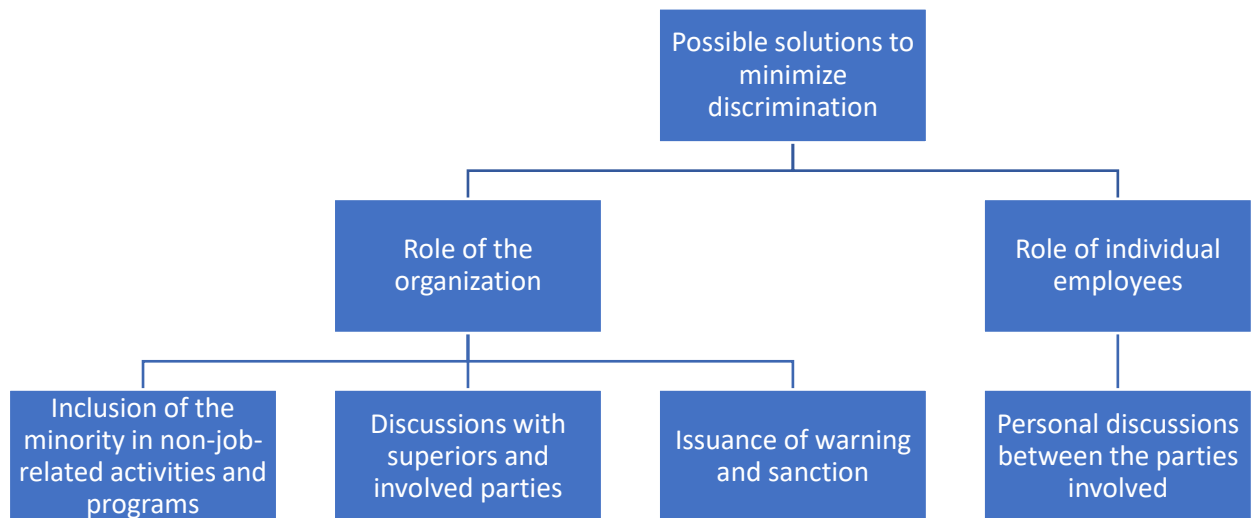 Possible solutions to
minimize
discrimination
Role of the
organization
Role of individual
employees
Inclusion of the
minority in non-job-
related activities and
programs
Discussions with
superiors and
involved parties
Issuance of warning
and sanction
Personal discussions
between the parties
involved